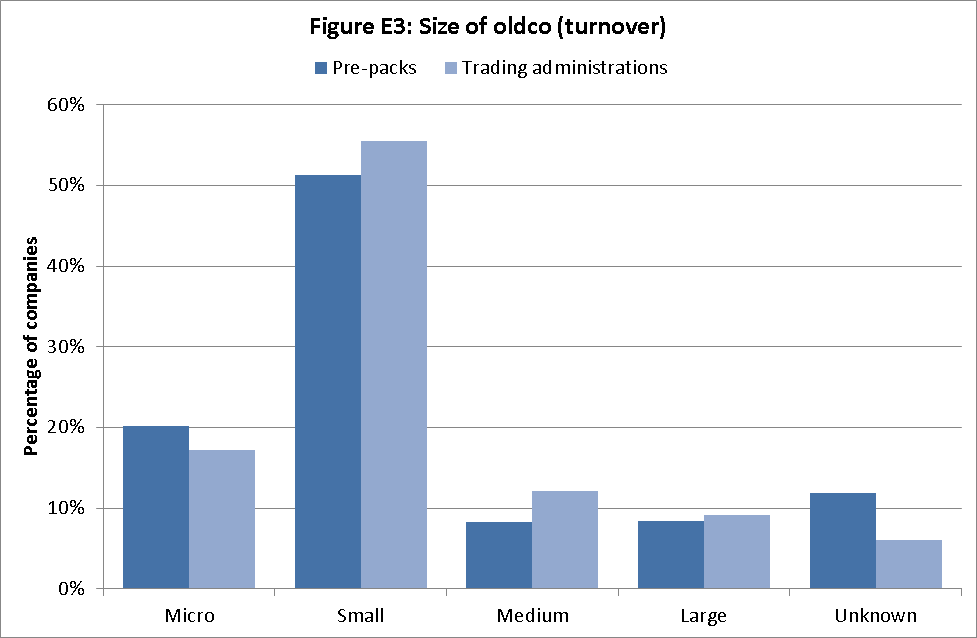 Figure E3: Size of oldco (turnover)
Pre-packs Trading administrations
Percentage of companies
60%
50%
40%
30%
20%
10%
0%
Micro Small Medium Large Unknown